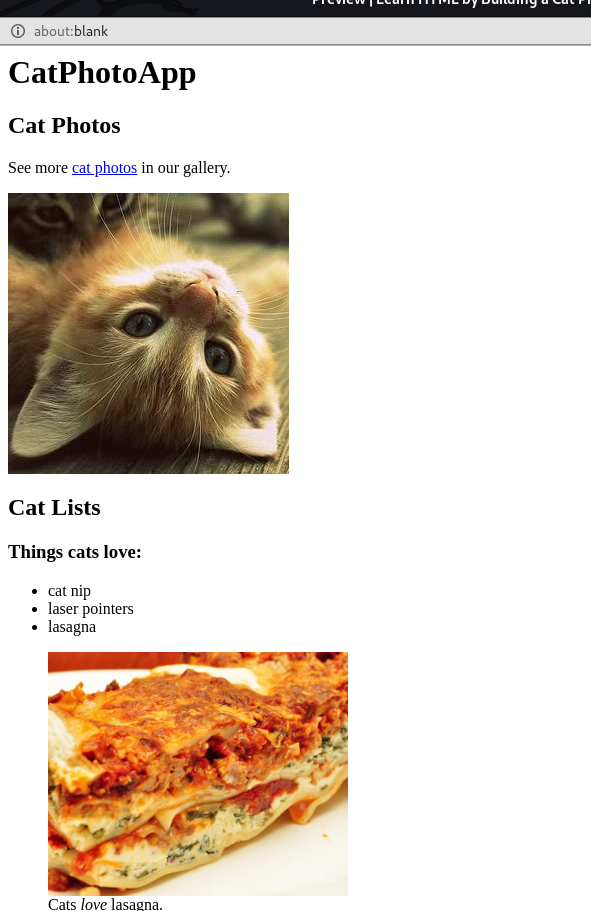 Preview | Learn HTML by Building a Cat
about:blank
CatPhotoApp
Cat Photos
See more cat photos in our gallery.
Cat Lists
Things cats love:
cat nip
laser pointers
lasagna
Cats love lasagna.